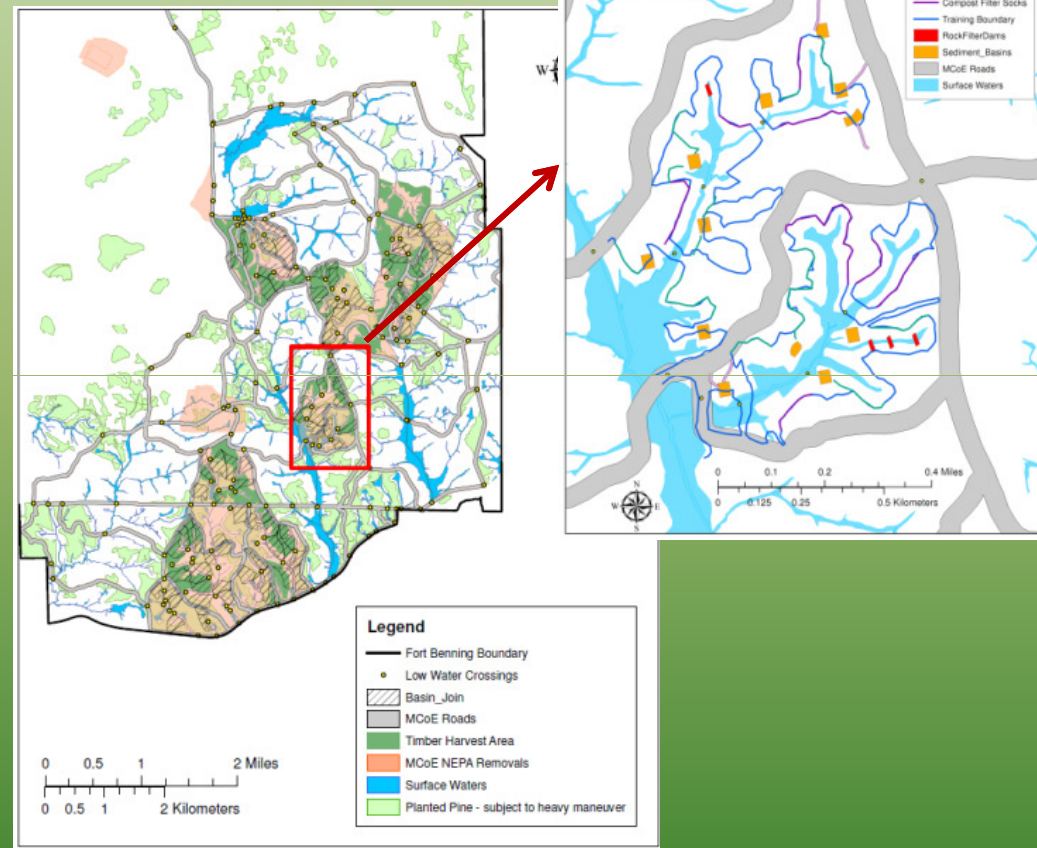 Legend
Fort Benning Boundary
Low Water Crossings
Basin_Join
MCoE Roads
Timber Harvest Area
MCoE NEPA Removals
Surface Waters
Planted Pine - subject to heavy maneuver
0 0.5 1 2 Miles
0 0.5 1 2 Kilometers
W
Compost Filter Socks
Training Boundary
RockFilterDams
Sediment_Basins
MCoE Roads
Surface Waters
N
W E
S
0 0.1 0.2 0.4 Miles
0 0.125 0.25 0.5 Kilometers